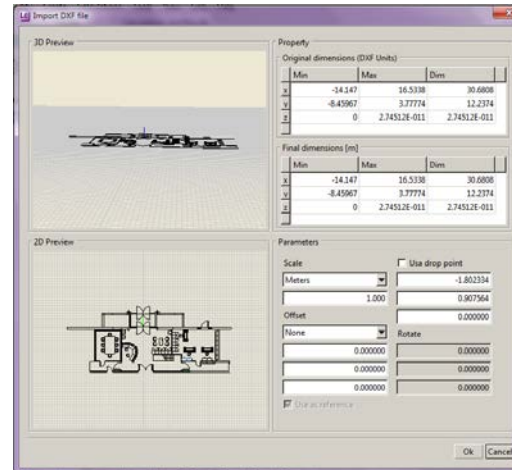 Import DXF file
3D Preview
Property
Original dimensions (DXF Units)
Min Max Dim
x -14.147 16.5338 30.6808
y -8.45967 3.77774 12.2374
z 0 2.74512E-011 2.74512E-011
Final dimensions [m]
Min Max Dim
x -14.147 16.5338 30.6808
y -8.45967 3.77774 12.2374
z 0 2.74512E-011 2.74512E-011
2D Preview
Parameters
Scale Use drop point
Meters -1.802334
1.000 0.907564
Offset 0.000000
None Rotate
0.000000 0.000000
0.000000 0.000000
0.000000 0.000000
Use as reference
Ok Cancel